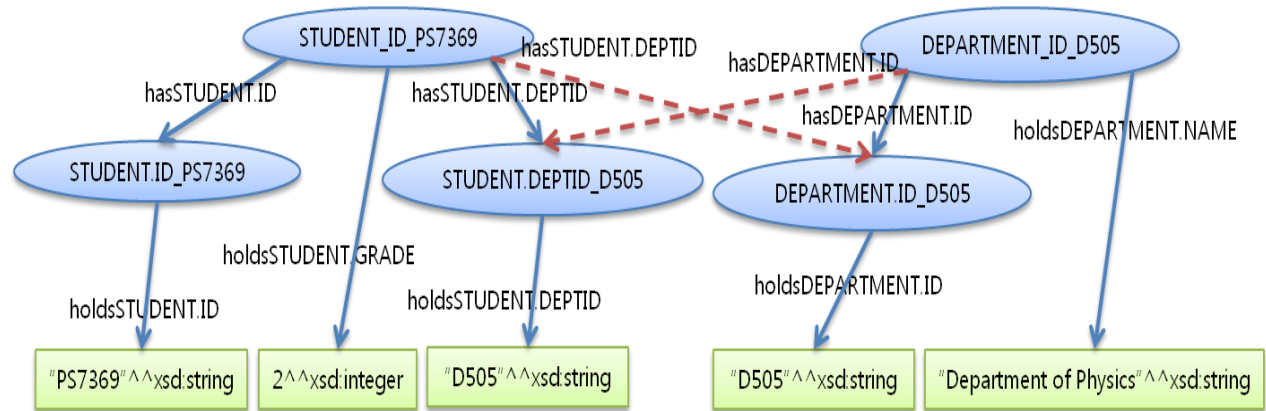 STUDENT_ID_PS7369
DEPARTMENT_ID_D505
hasSTUDENT.DEPTID
hasDEPARTMENT.ID
hasSTUDENT.ID
hasSTUDENT.DEPTID
hasDEPARTMENT.ID
holdsDEPARTMENT.NAME
STUDENT.ID_PS7369
STUDENT.DEPTID_D505
DEPARTMENT.ID_D505
holdsSTUDENT.GRADE
holdsSTUDENT.ID
holdsSTUDENT.DEPTID
holdsDEPARTMENT.ID
"PS7369"^^xsd:string
2^^xsd:integer
"D505"^^xsd:string
"D505"^^xsd:string
"Department of Physics"^^xsd:string